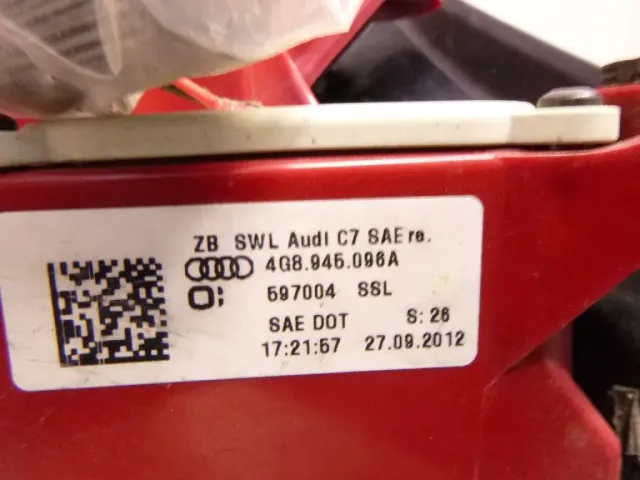 ZB SWL Audi C7 SAE re.
4G8.945.096A
597004 SSL
SAE DOT S: 26
17:21:57 27.09.2012